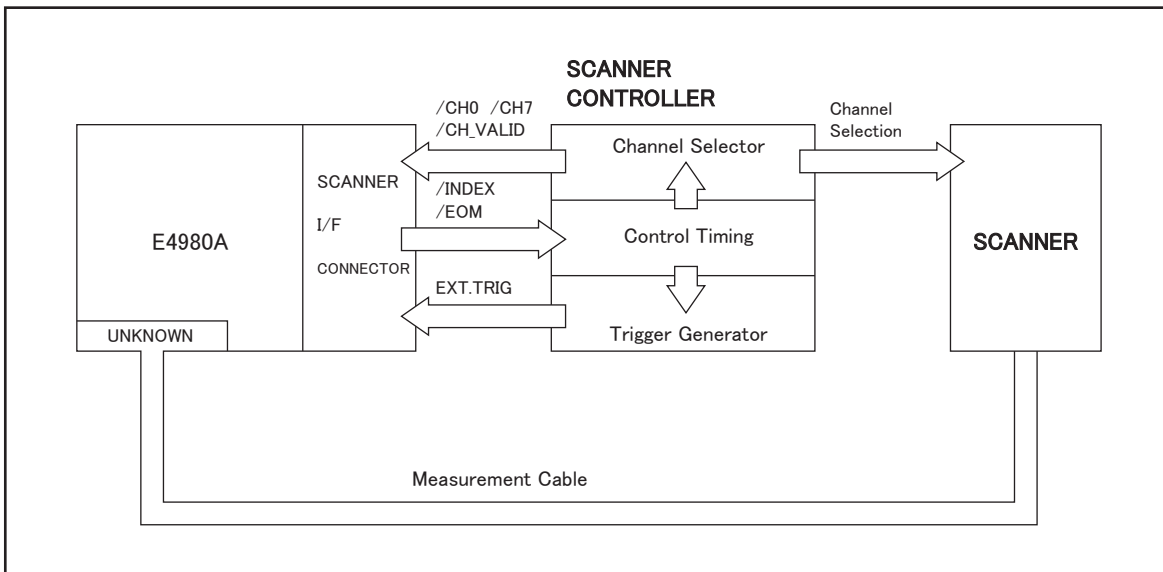 SCANNER
CONTROLLER
/CH0 /CH7
/CH_VALID
Channel
Selection
Channel Selector
SCANNER
/INDEX
/EOM
E4980A
I/F
Control Timing
SCANNER
CONNECTOR
EXT.TRIG
UNKNOWN
Trigger Generator
Measurement Cable